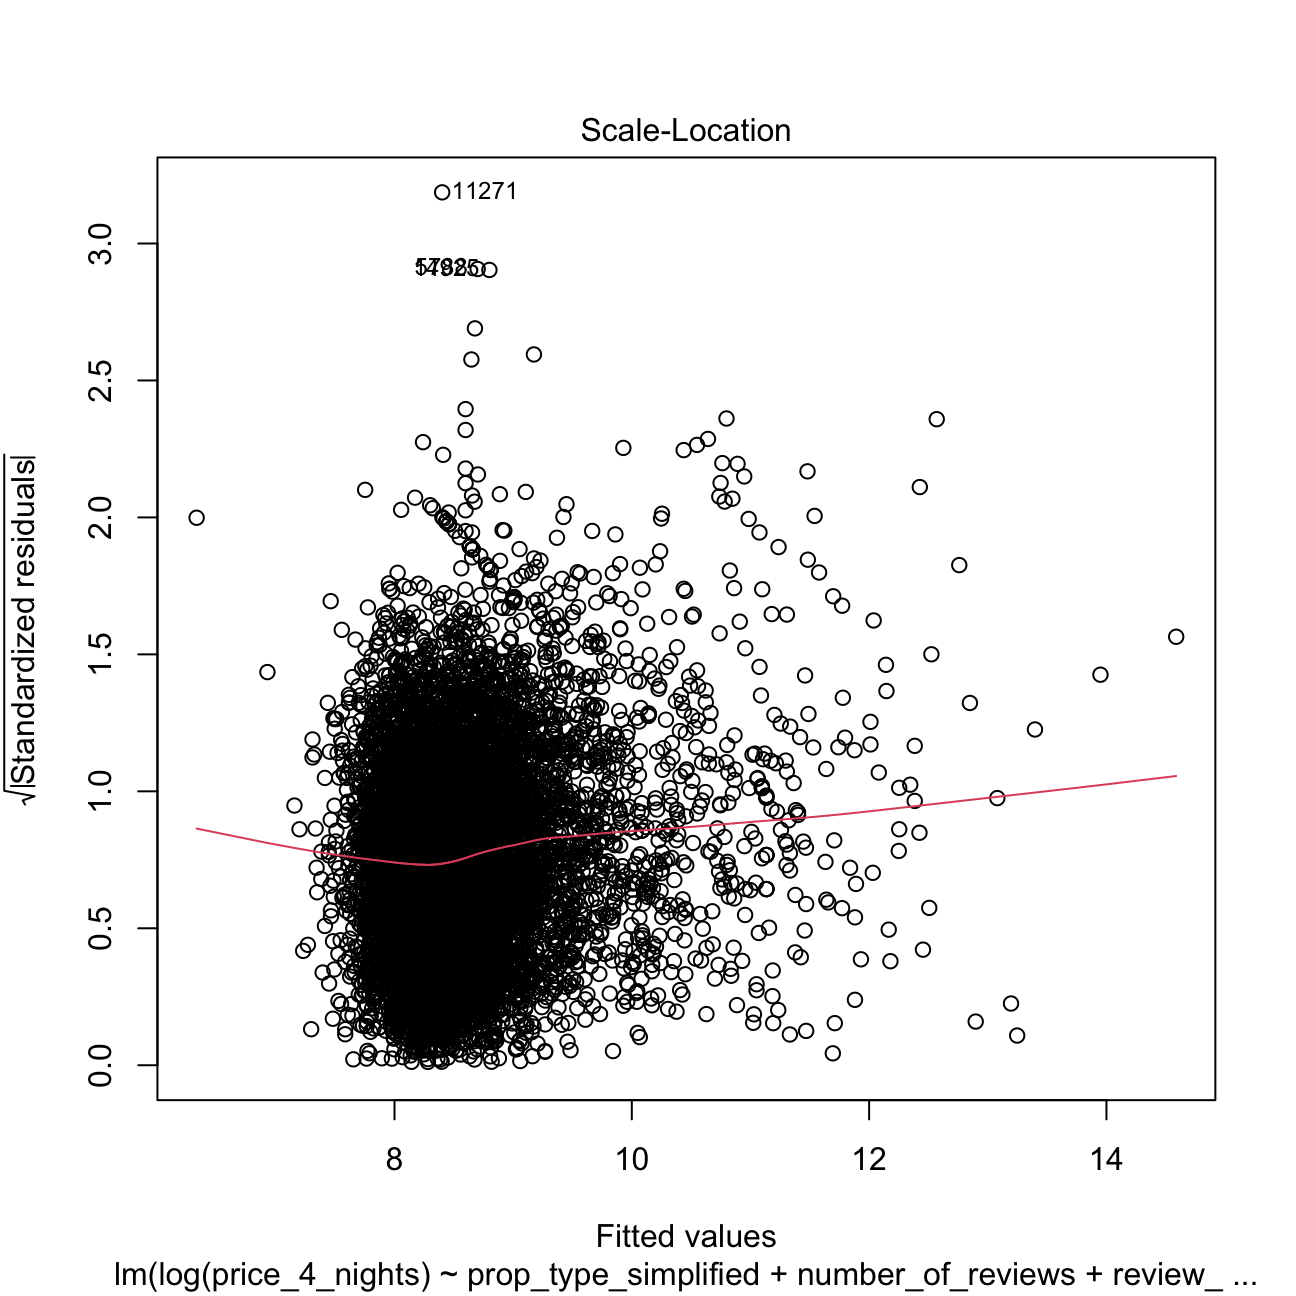 Scale-Location
11271
3.0
2.5
2.0
1.5
1.0
0.5
0.0
√|Standardized residuals|
8 10 12 14
Fitted values
lm(log(price_4_nights) ~ prop_type_simplified + number_of_reviews + review_ ...